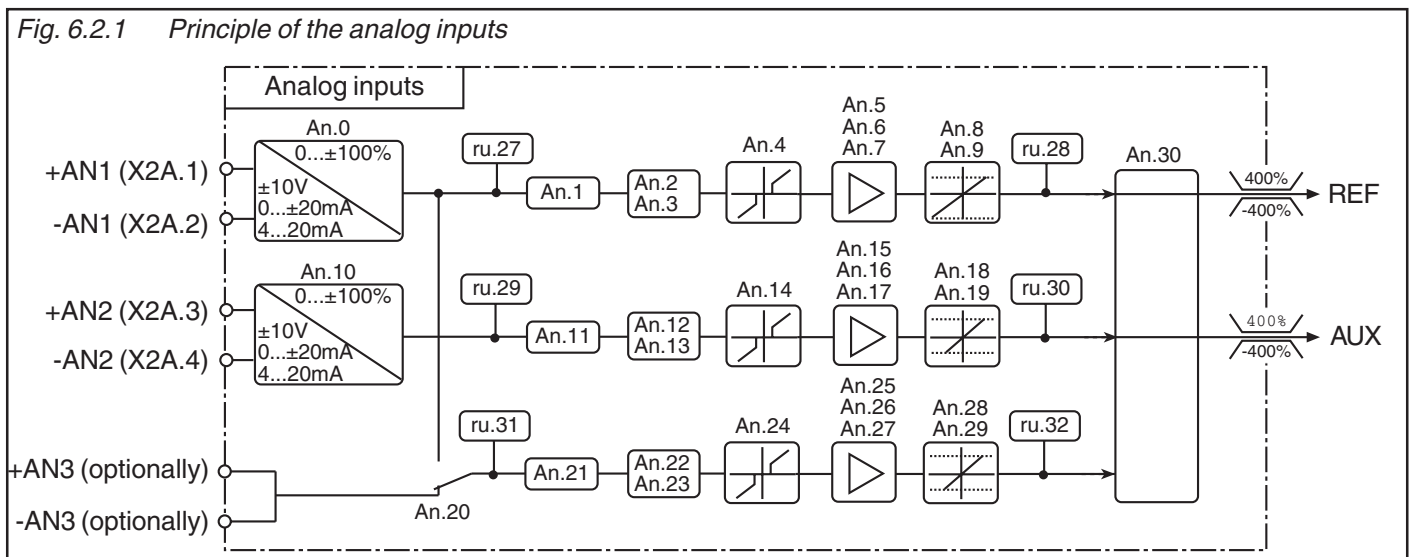 Fig. 6.2.1 Principle of the analog inputs
Analog inputs
An.0
0...±100%
±10V
0...±20mA
4...20mA
+AN1 (X2A.1)
-AN1 (X2A.2)
ru.27
An.1
An.2
An.3
An.4
An.5
An.6
An.7
An.8
An.9
ru.28
An.30
400%
-400%
REF
An.10
0...±100%
±10V
0...±20mA
4...20mA
+AN2 (X2A.3)
-AN2 (X2A.4)
ru.29
An.11
An.12
An.13
An.14
An.15
An.16
An.17
An.18
An.19
ru.30
400%
-400%
AUX
+AN3 (optionally)
-AN3 (optionally)
An.20
ru.31
An.21
An.22
An.23
An.24
An.25
An.26
An.27
An.28
An.29
ru.32